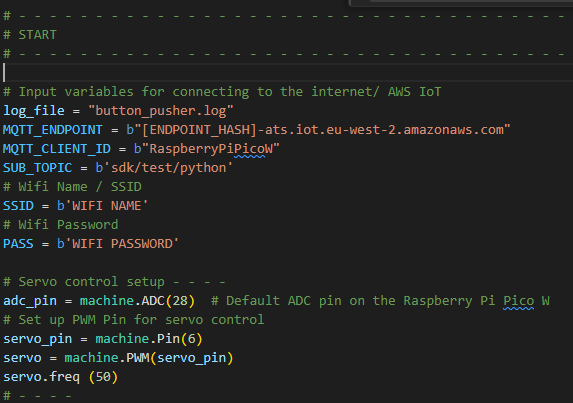 # - - - - - - - - - - - - - - - - - - - - - - - - - - - - - - - - - - -
# START
# - - - - - - - - - - - - - - - - - - - - - - - - - - - - - - - - - - -
# Input variables for connecting to the internet/ AWS IoT
log_file = "button_pusher.log"
MQTT_ENDPOINT = b"[ENDPOINT_HASH]-ats.iot.eu-west-2.amazonaws.com"
MQTT_CLIENT_ID = b"RaspberryPiPicoW"
SUB_TOPIC = b'sdk/test/python'
# Wifi Name / SSID
SSID = b'WIFI NAME'
# Wifi Password
PASS = b'WIFI PASSWORD'
# Servo control setup - - - -
adc_pin = machine.ADC(28)  # Default ADC pin on the Raspberry Pi Pico W
# Set up PWM Pin for servo control
servo_pin = machine.Pin(6)
servo = machine.PWM(servo_pin)
servo.freq (50)
# - - - -